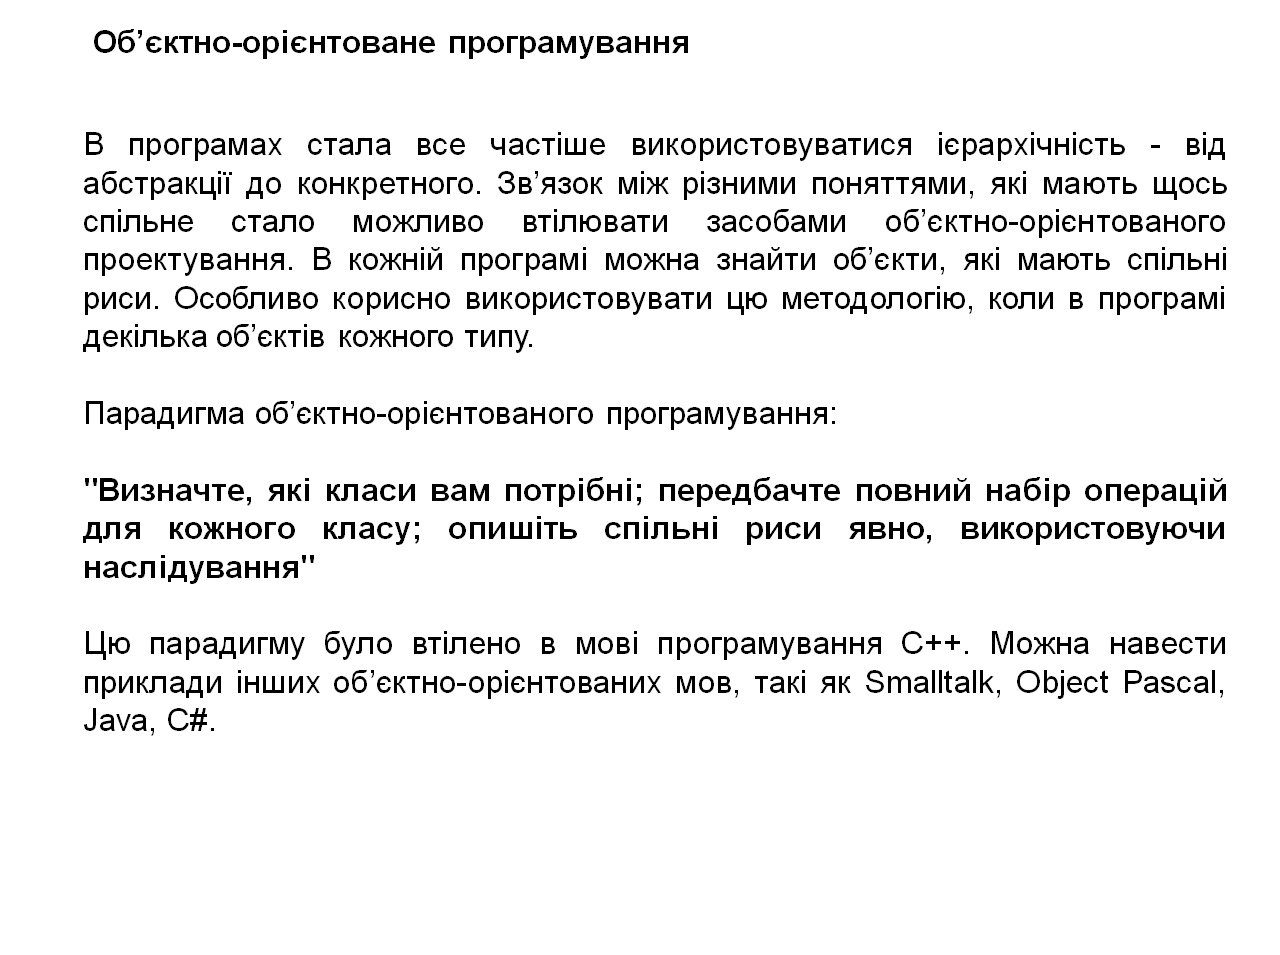 Об’єктно-орієнтоване програмування
В програмах стала все частіше використовуватися ієрархічність - від
абстракції до конкретного. Зв’язок між різними поняттями, які мають щось
спільне стало можливо втілювати засобами об’єктно-орієнтованого
проектування. В кожній програмі можна знайти об’єкти, які мають спільні
риси. Особливо корисно використовувати цю методологію, коли в програмі
декілька об’єктів кожного типу.
Парадигма об’єктно-орієнтованого програмування:
"Визначте, які класи вам потрібні; передбачте повний набір операцій
для кожного класу; опишіть спільні риси явно, використовуючи
наслідування"
Цю парадигму було втілено в мові програмування С++. Можна навести
приклади інших об’єктно-орієнтованих мов, такі як Smalltalk, Object Pascal,
Java, C#.